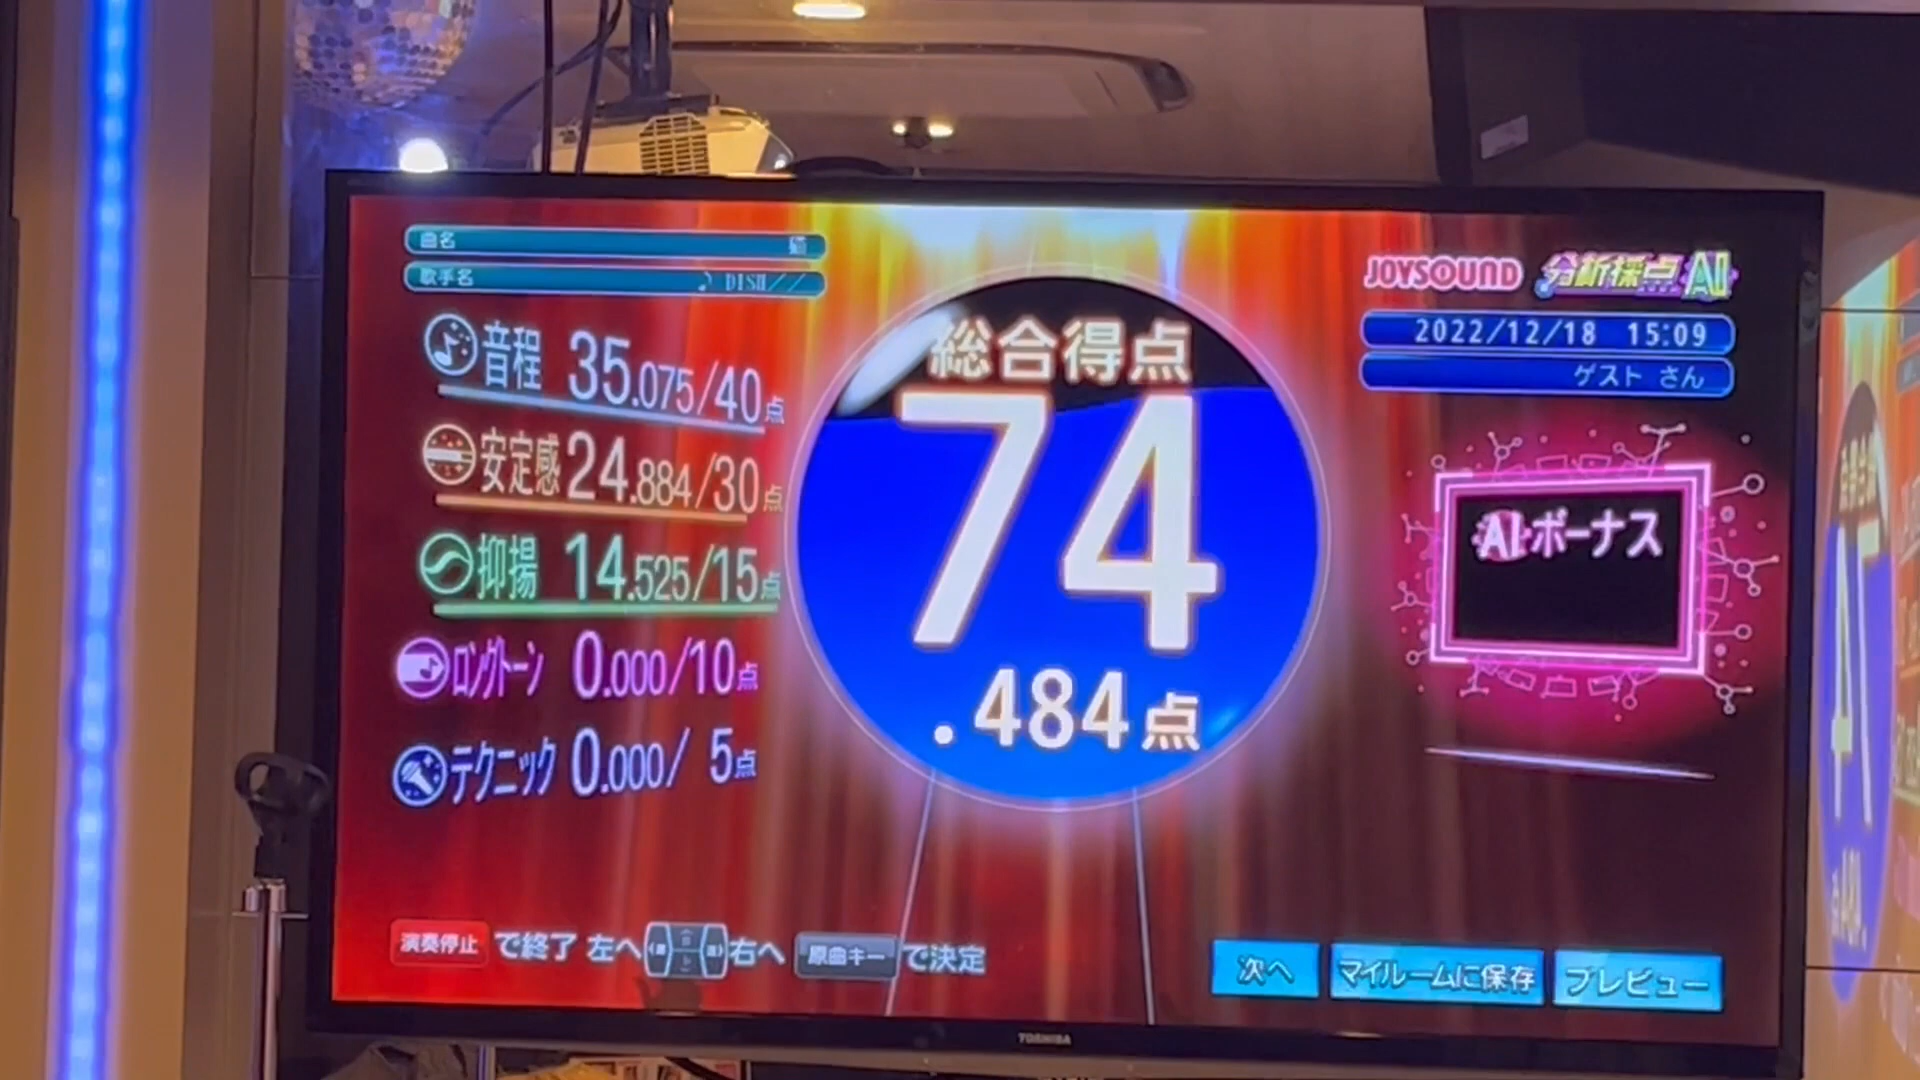 曲名 猫
歌手名 ♪ DISH//
音程 35.075/40点
安定感 24.884/30点
抑揚 14.525/15点
ロングトーン 0.000/10点
テクニック 0.000/ 5点
総合得点
74
.484点
JOYSOUND 分析採点AI
2022/12/18 15:09
ゲスト さん
AIボーナス
演奏停止 で終了 左へ 右へ 原曲キー で決定
次へ マイルームに保存 プレビュー
TOSHIBA